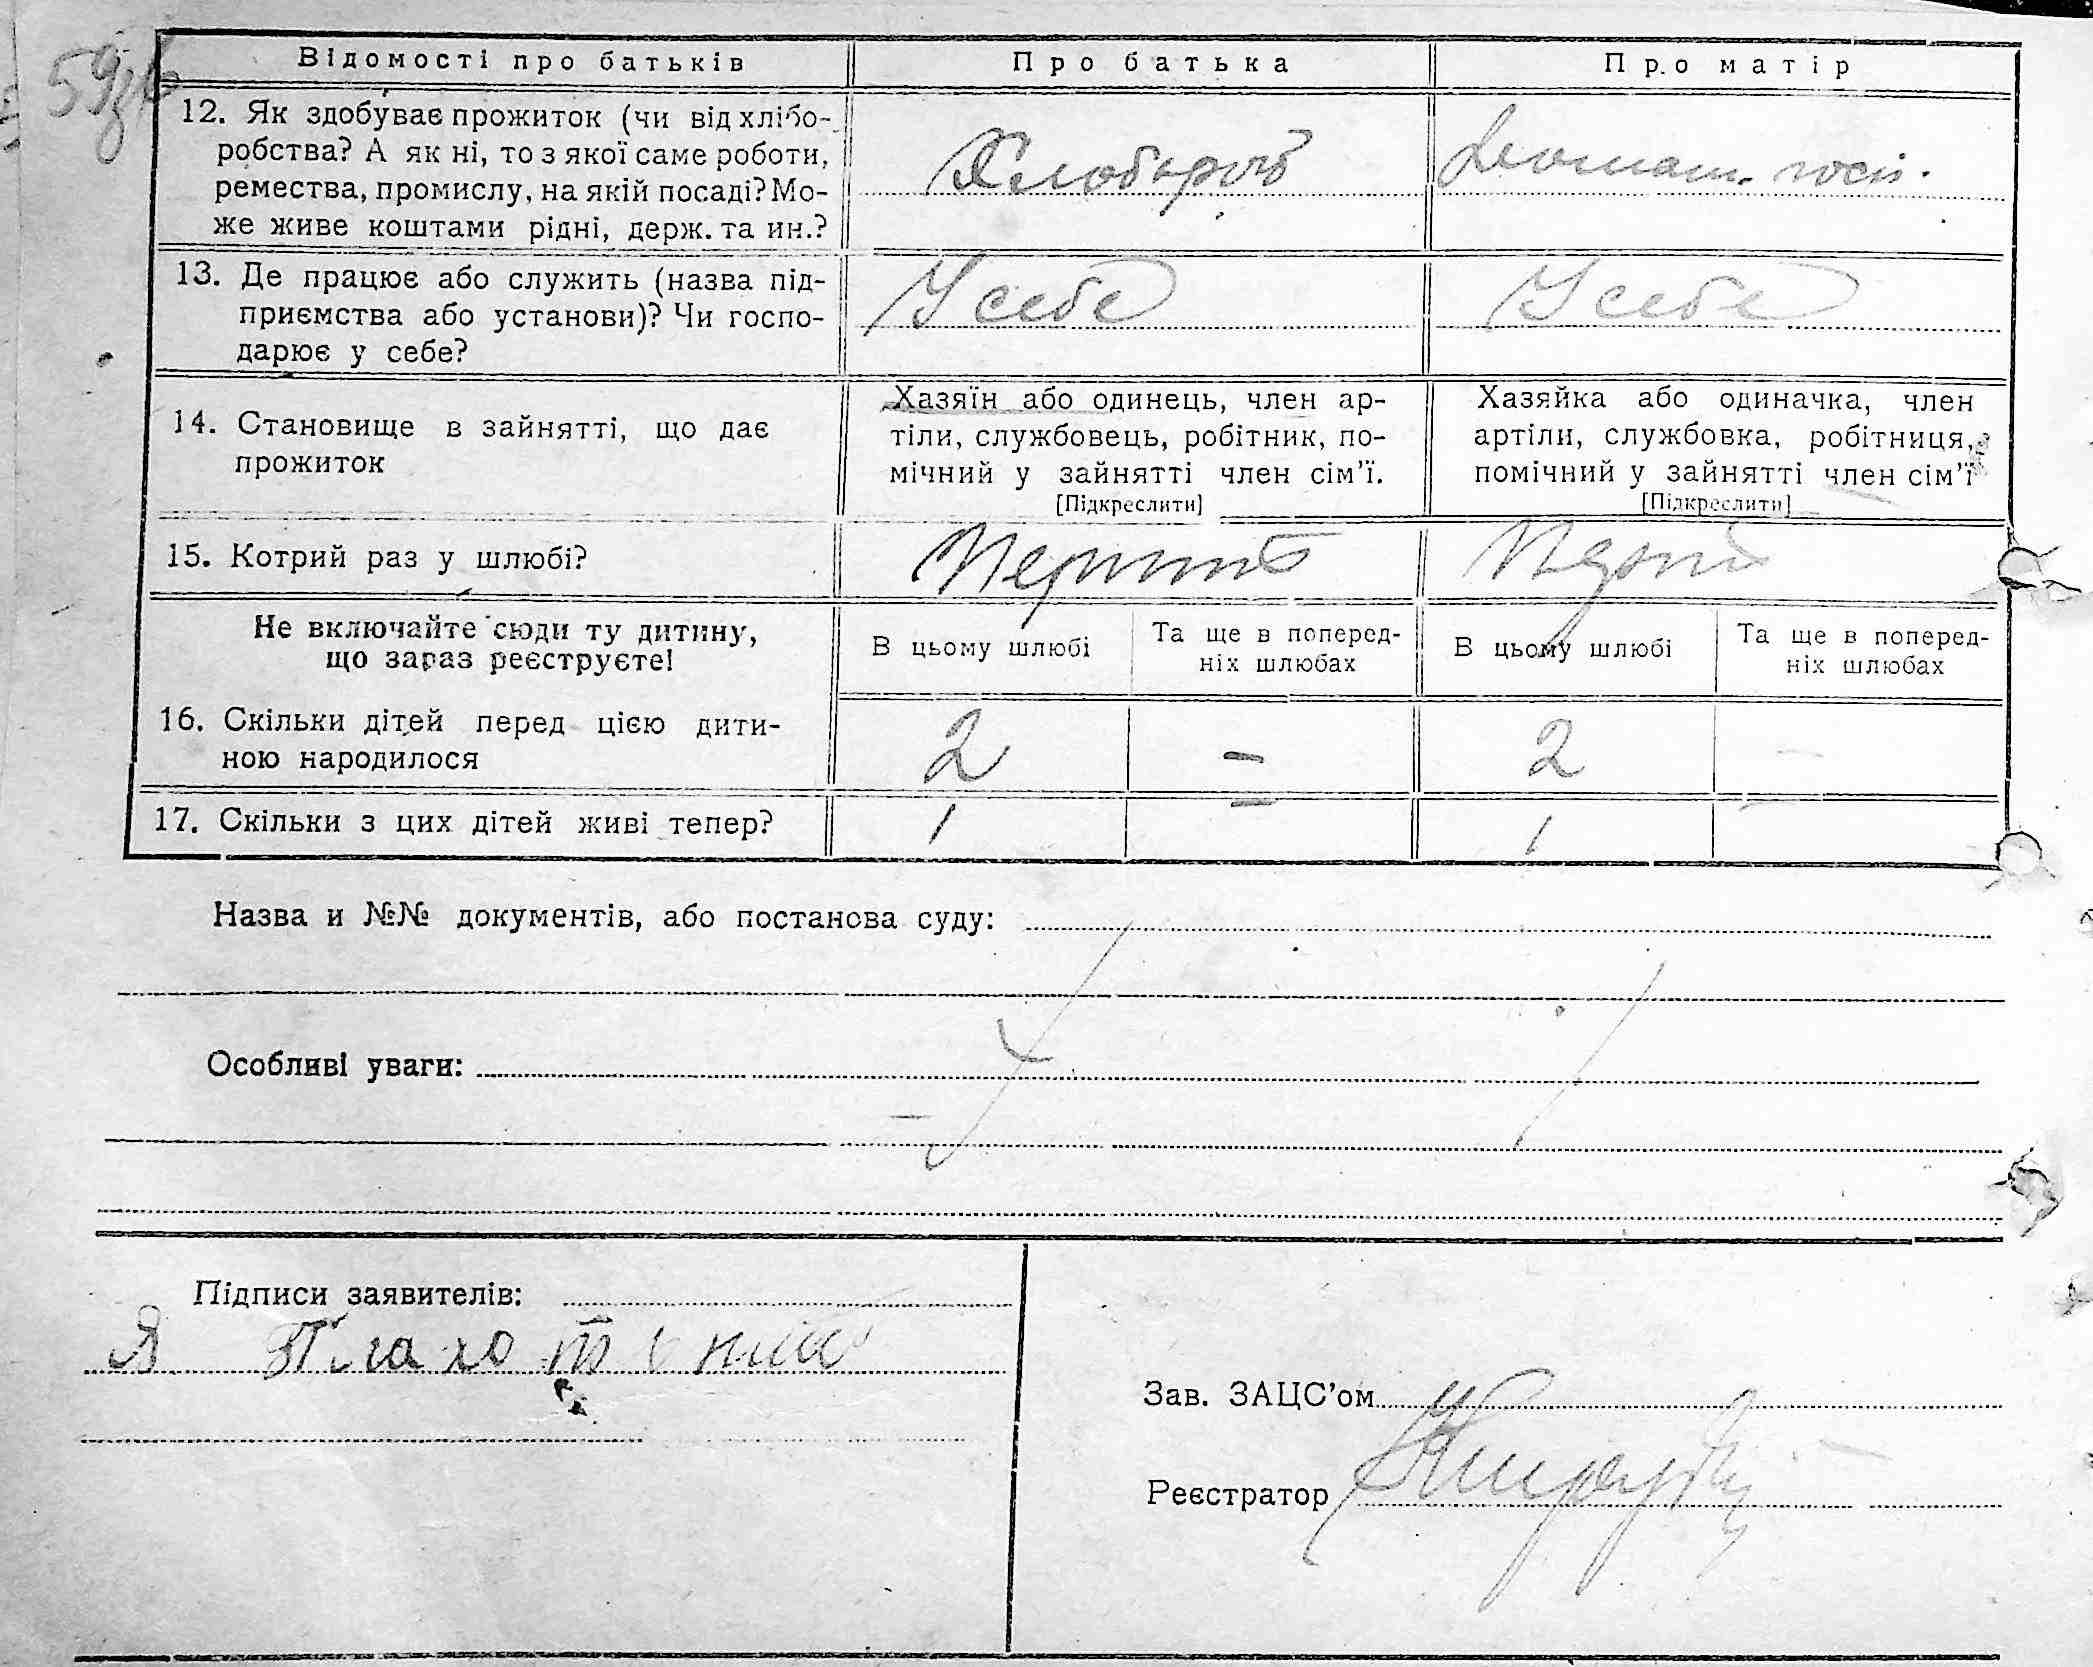 59зв
Відомості про батьків
Про батька
Про матір
12. Як здобуває прожиток (чи від хлібо-
робства? А як ні, то з якої саме роботи,
ремества, промислу, на якій посаді? Мо-
же живе коштами рідні, держ. та ин.?
Хлобороб
Домаш. госп.
13. Де працює або служить (назва під-
приємства або установи)? Чи госпо-
дарює у себе?
У себе
У себе
14. Становище в зайнятті, що дає
прожиток
Хазяїн або одинець, член ар-
тіли, службовець, робітник, по-
мічний у зайнятті член сім'ї.
[Підкреслити]
Хазяйка або одиначка, член
артіли, службовка, робітниця,
помічний у зайнятті член сім'ї
[Підкреслити]
15. Котрий раз у шлюбі?
Не включайте сюди ту дитину,
що зараз реєструєте!
В цьому шлюбі
Та ще в поперед-
ніх шлюбах
В цьому шлюбі
Та ще в поперед-
ніх шлюбах
16. Скільки дітей перед цією дити-
ною народилося
2 – 2 –
17. Скільки з цих дітей живі тепер?
1 – 1 –
Назва и №№ документів, або постанова суду:
Особливі уваги:
Підписи заявителів:
Я
Зав. ЗАЦС'ом
Реєстратор